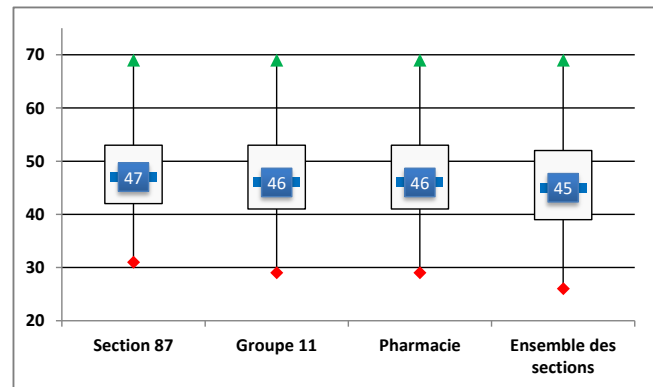 70
60
50
40
30
20
47
46
46
45
Section 87
Groupe 11
Pharmacie
Ensemble des
sections